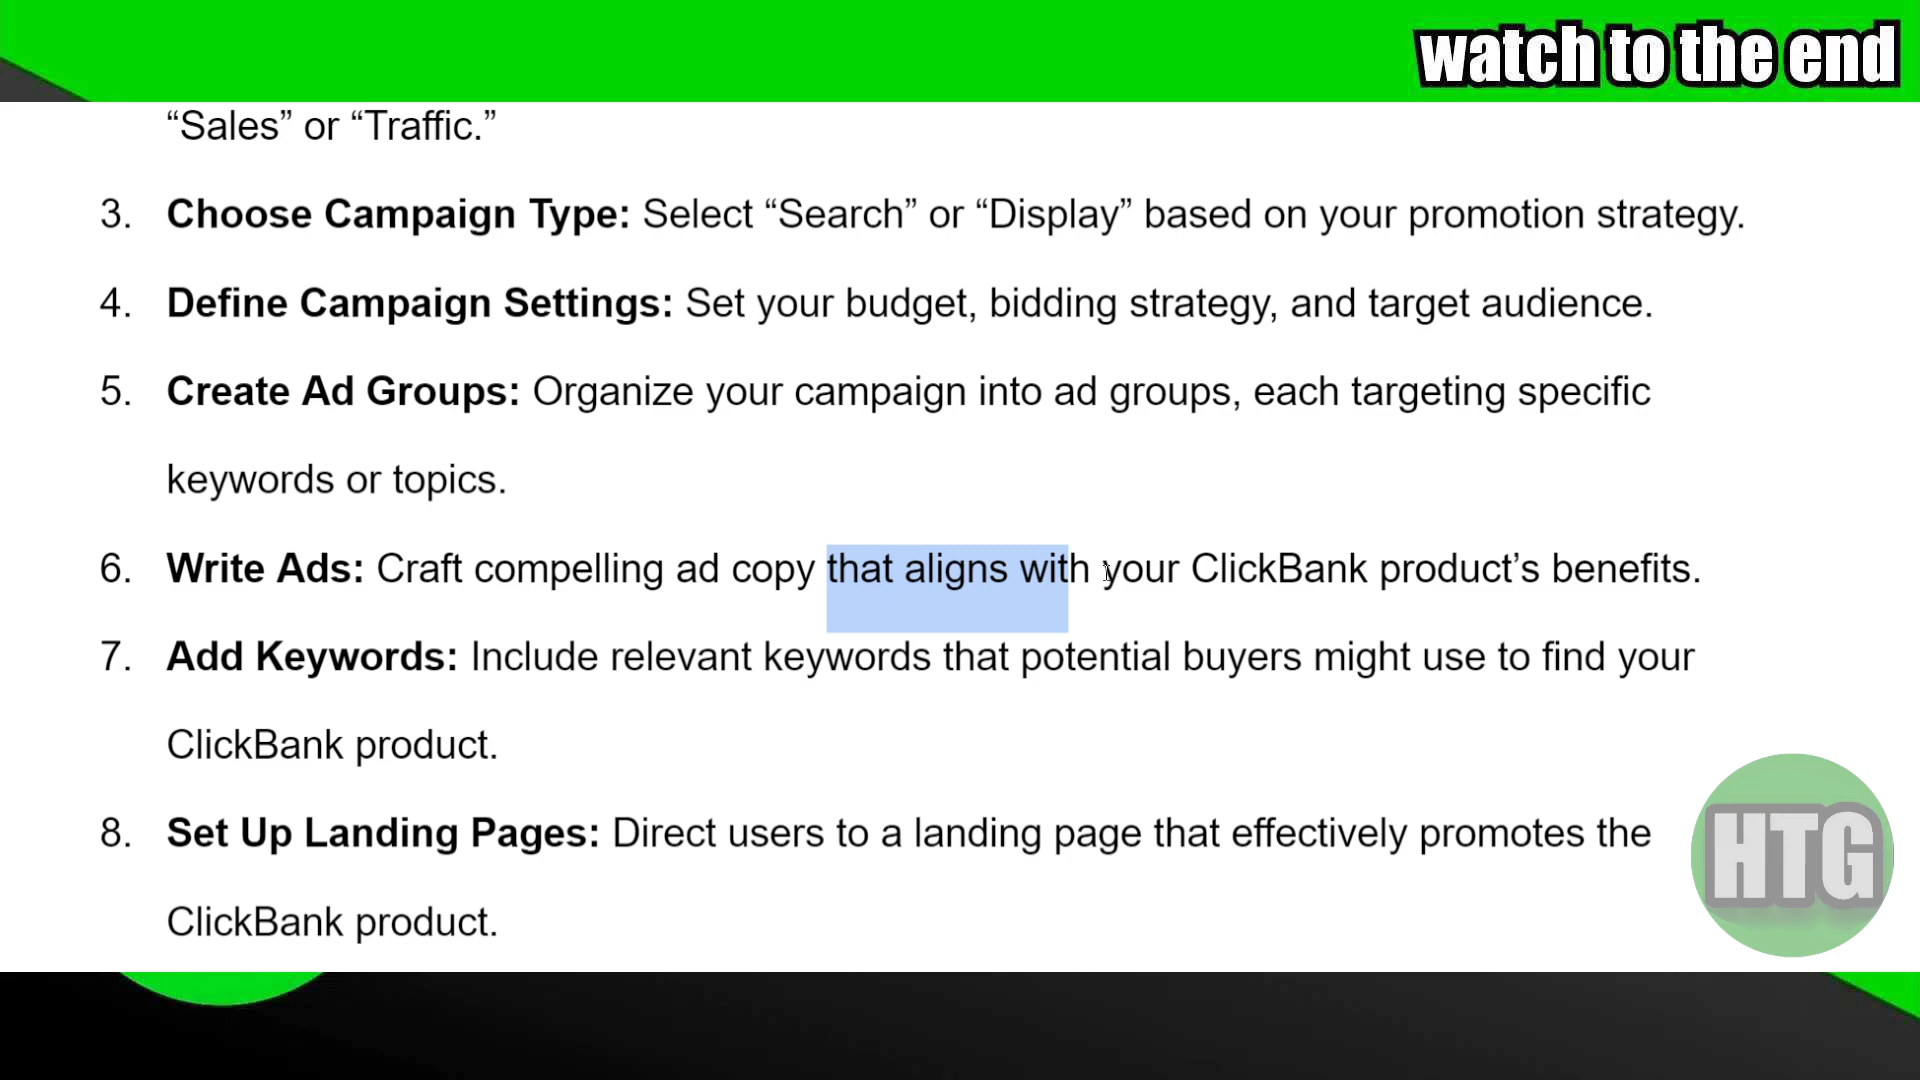 watch to the end
“Sales” or “Traffic.”
3. Choose Campaign Type: Select “Search” or “Display” based on your promotion strategy.
4. Define Campaign Settings: Set your budget, bidding strategy, and target audience.
5. Create Ad Groups: Organize your campaign into ad groups, each targeting specific
keywords or topics.
6. Write Ads: Craft compelling ad copy that aligns with your ClickBank product’s benefits.
7. Add Keywords: Include relevant keywords that potential buyers might use to find your
ClickBank product.
8. Set Up Landing Pages: Direct users to a landing page that effectively promotes the
ClickBank product.
HTG